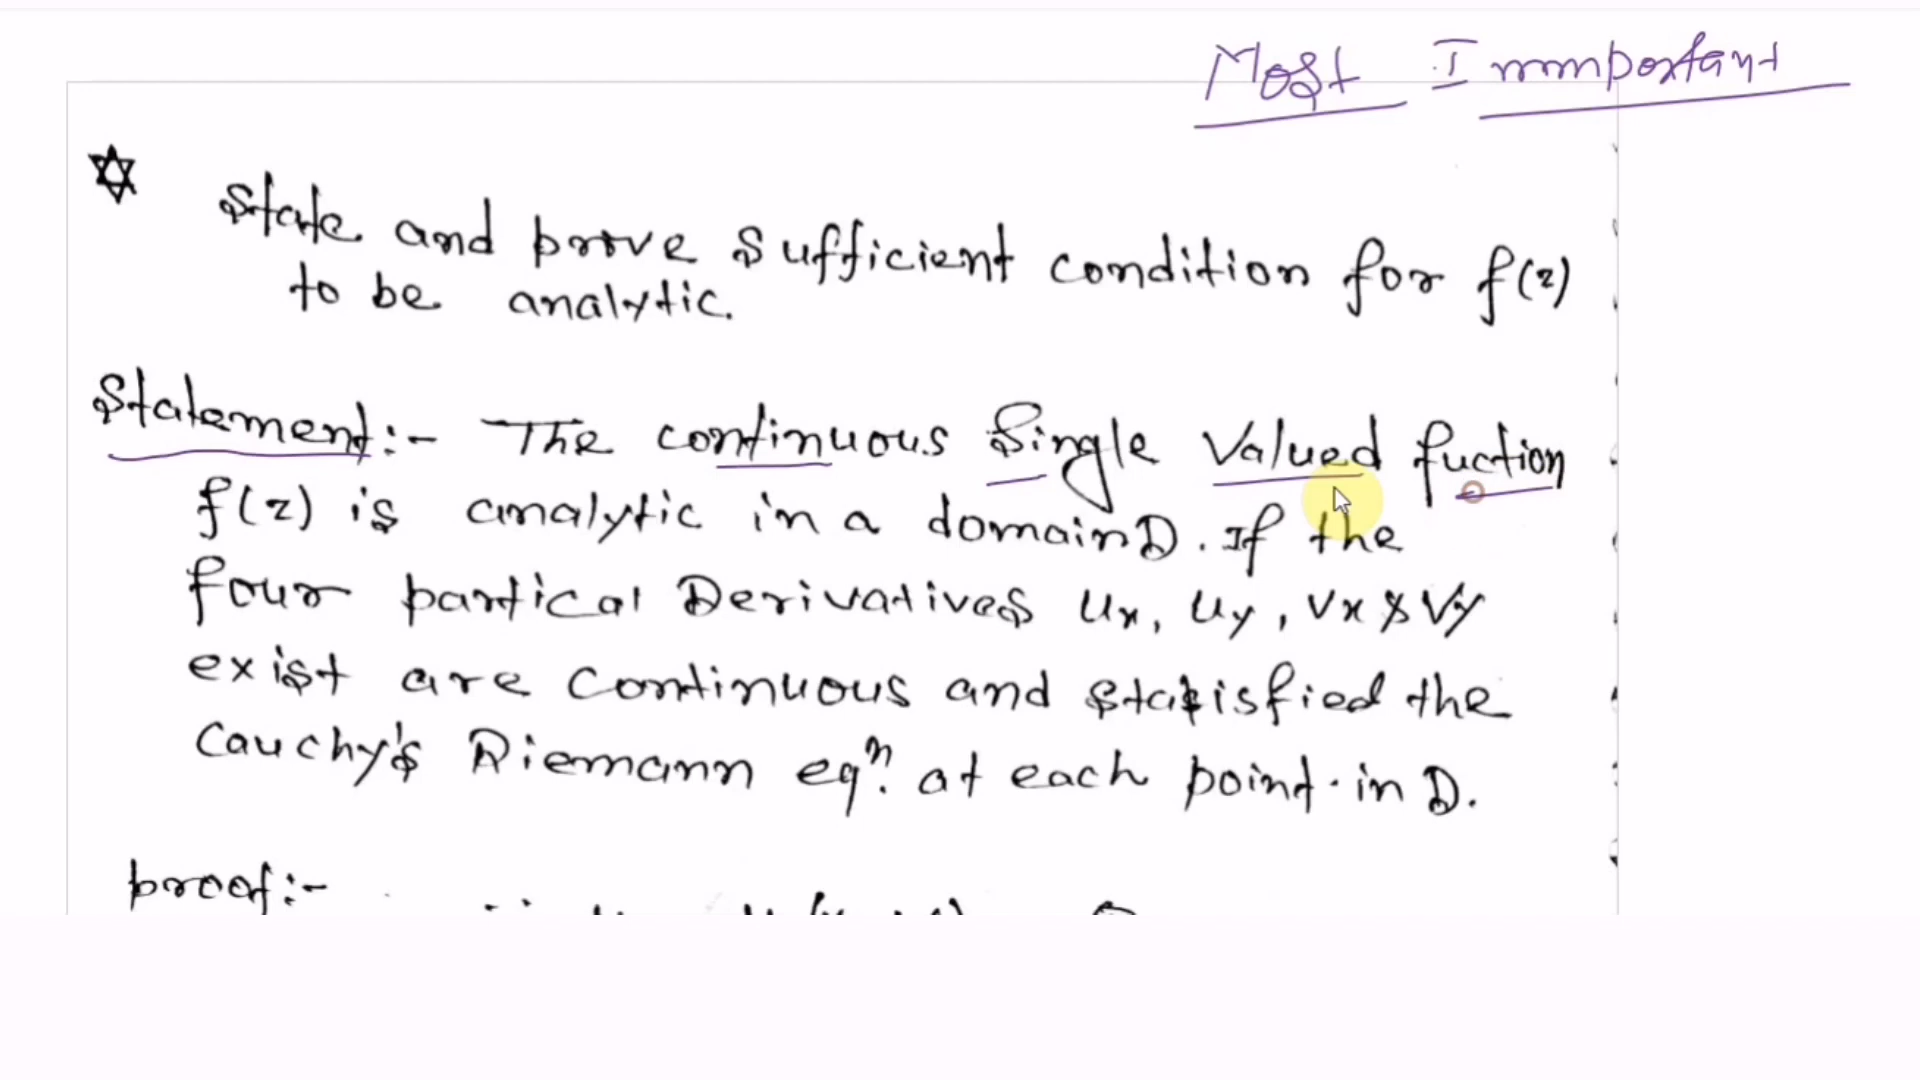 Most Immportant
State and prove Sufficient condition for f(z)
to be analytic.
Statement:- The continuous Single Valued fuction
f(z) is analytic in a domain D. If the
four partical Derivatives ux, uy, vx & vy
exist are continuous and statisfied the
Cauchy's Riemann eqn. at each point in D.
proof:-